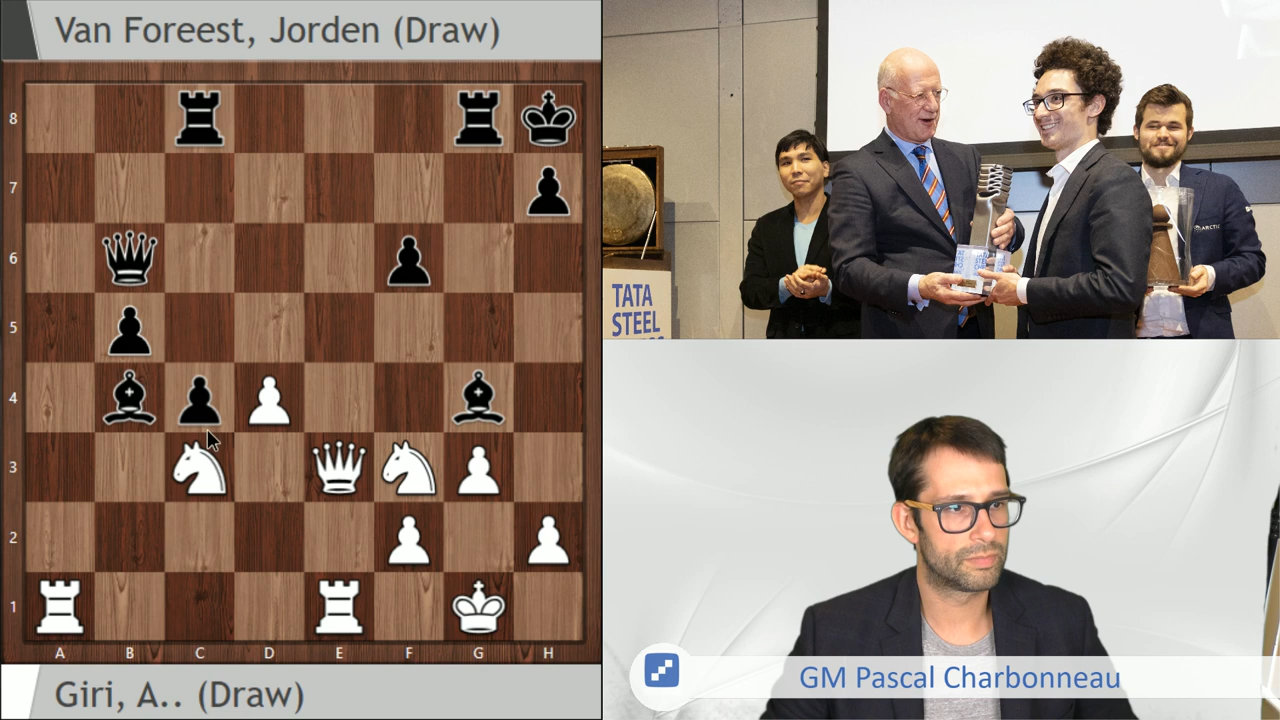 Van Foreest, Jorden (Draw)
8
7
6
5
4
3
2
1
A B C D E F G H
Giri, A.. (Draw)
TATA
STEEL
GM Pascal Charbonneau